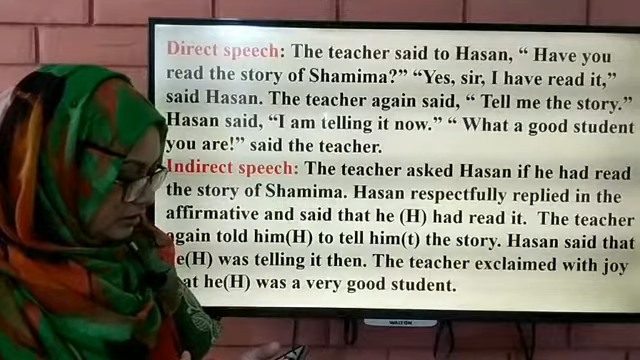 Direct speech: The teacher said to Hasan, “ Have you
read the story of Shamima?” “Yes, sir, I have read it,”
said Hasan. The teacher again said, “ Tell me the story.”
Hasan said, “I am telling it now.” “ What a good student
you are!” said the teacher.
Indirect speech: The teacher asked Hasan if he had read
the story of Shamima. Hasan respectfully replied in the
affirmative and said that he (H) had read it. The teacher
again told him(H) to tell him(t) the story. Hasan said that
he(H) was telling it then. The teacher exclaimed with joy
that he(H) was a very good student.
WALTON